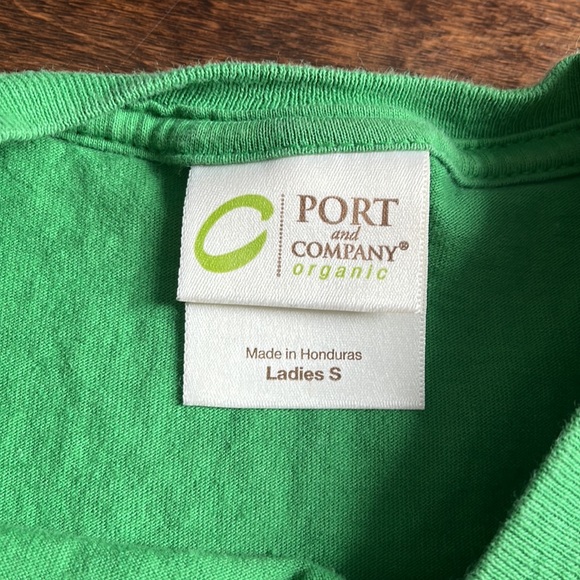 PORT
and
COMPANY®
organic
Made in Honduras
Ladies S